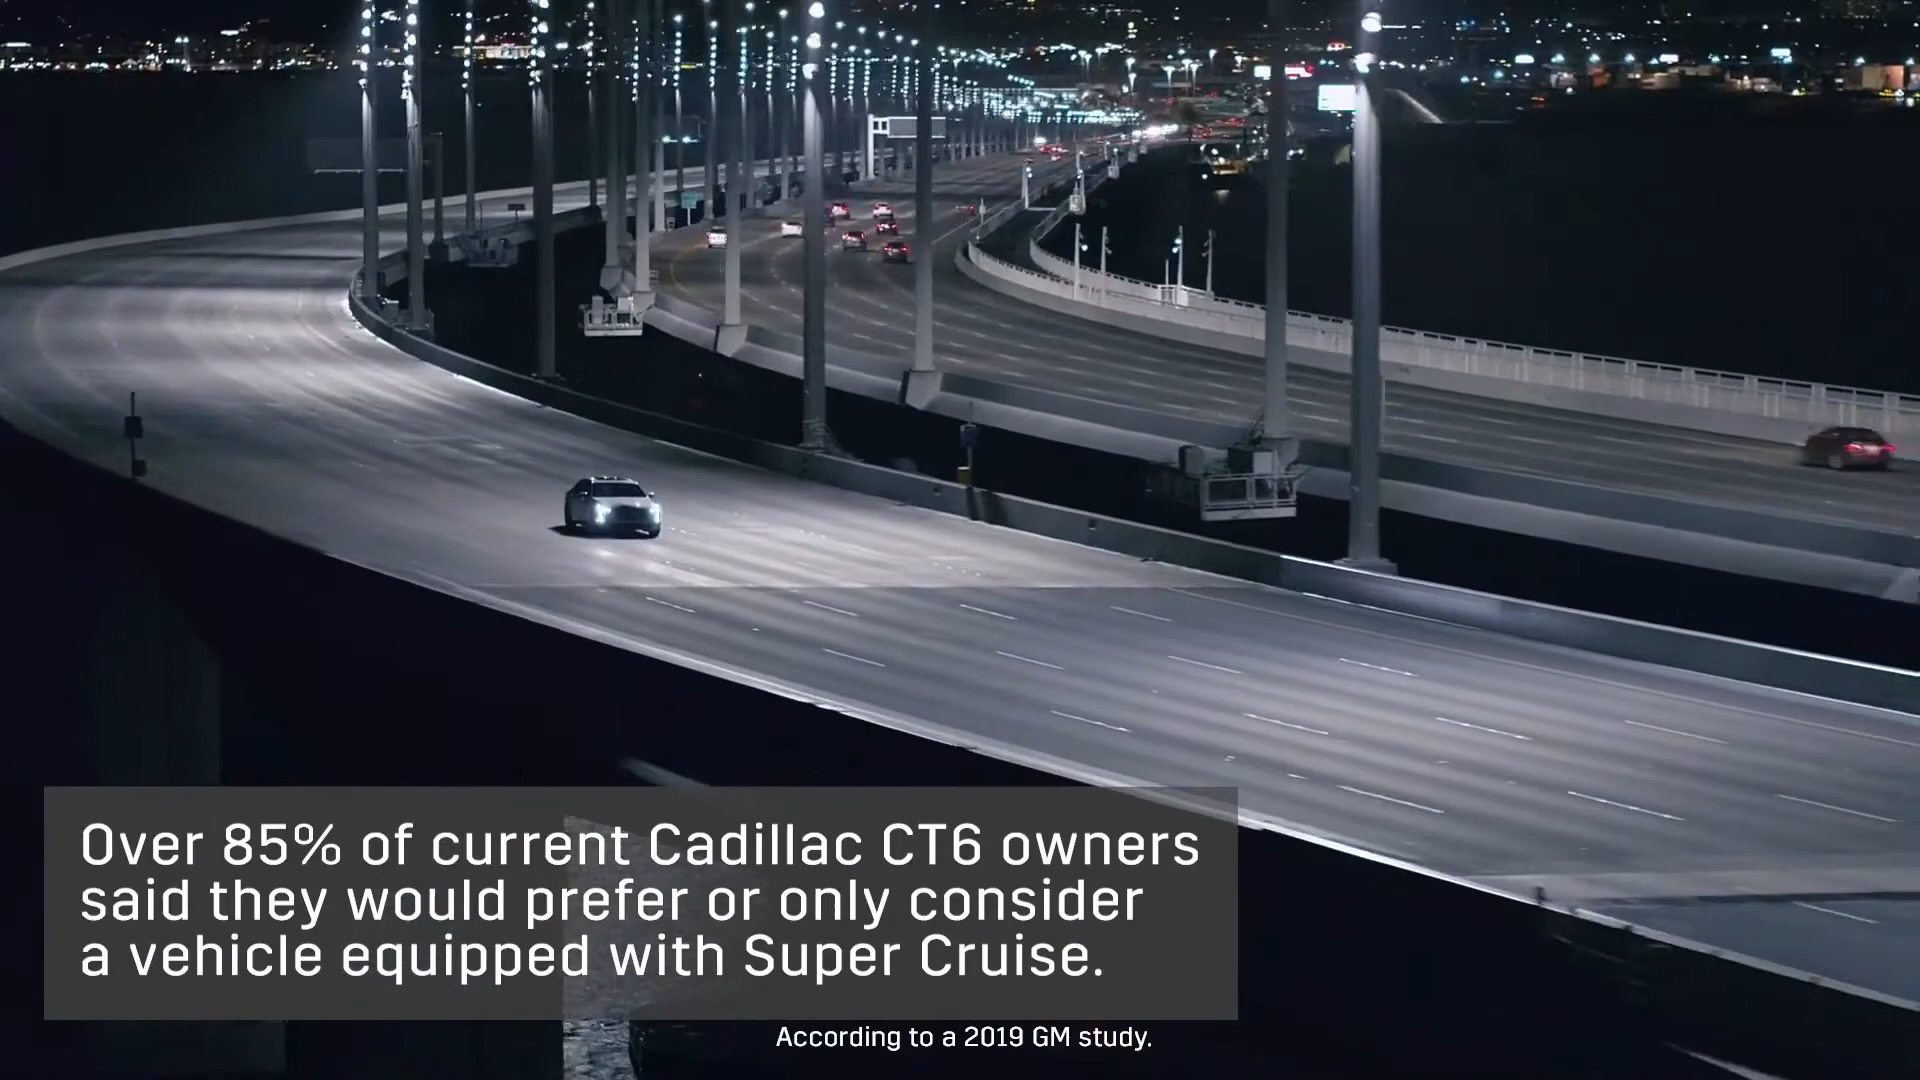 Over 85% of current Cadillac CT6 owners
said they would prefer or only consider
a vehicle equipped with Super Cruise.
According to a 2019 GM study.